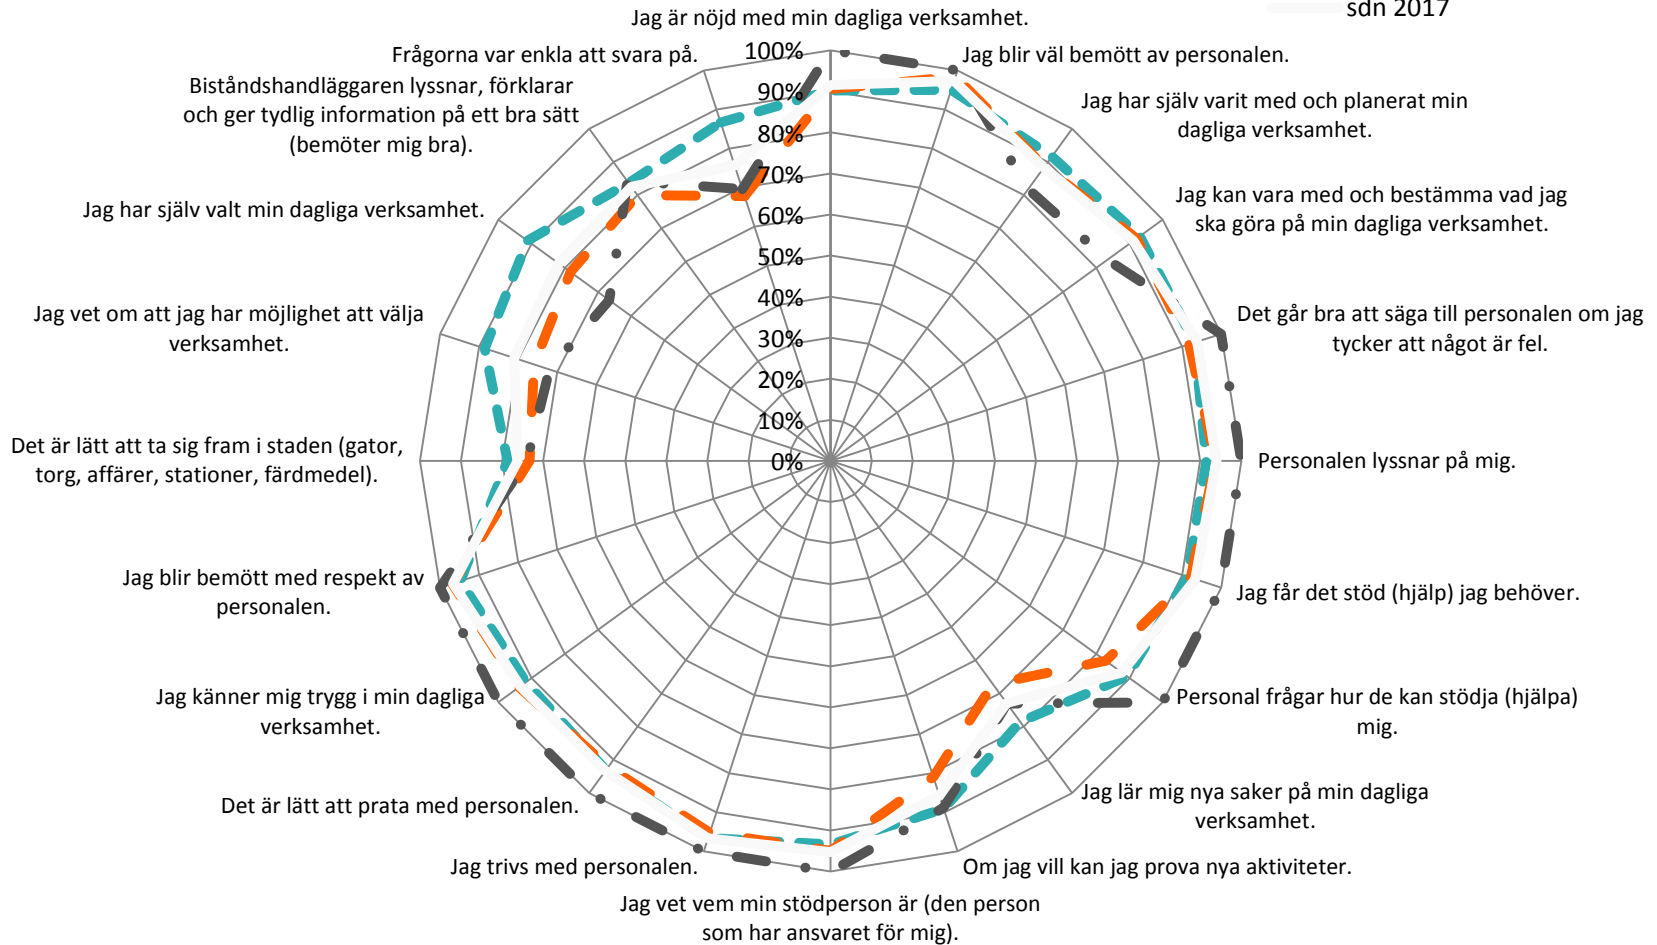 sdn 2017
Jag är nöjd med min dagliga verksamhet.
Jag blir väl bemött av personalen.
Jag har själv varit med och planerat min
dagliga verksamhet.
Jag kan vara med och bestämma vad jag
ska göra på min dagliga verksamhet.
Det går bra att säga till personalen om jag
tycker att något är fel.
Personalen lyssnar på mig.
Jag får det stöd (hjälp) jag behöver.
Personal frågar hur de kan stödja (hjälpa)
mig.
Jag lär mig nya saker på min dagliga
verksamhet.
Om jag vill kan jag prova nya aktiviteter.
Jag vet vem min stödperson är (den person
som har ansvaret för mig).
Jag trivs med personalen.
Det är lätt att prata med personalen.
Jag känner mig trygg i min dagliga
verksamhet.
Jag blir bemött med respekt av
personalen.
Det är lätt att ta sig fram i staden (gator,
torg, affärer, stationer, färdmedel).
Jag vet om att jag har möjlighet att välja
verksamhet.
Jag har själv valt min dagliga verksamhet.
Biståndshandläggaren lyssnar, förklarar
och ger tydlig information på ett bra sätt
(bemöter mig bra).
Frågorna var enkla att svara på.
100%
90%
80%
70%
60%
50%
40%
30%
20%
10%
0%